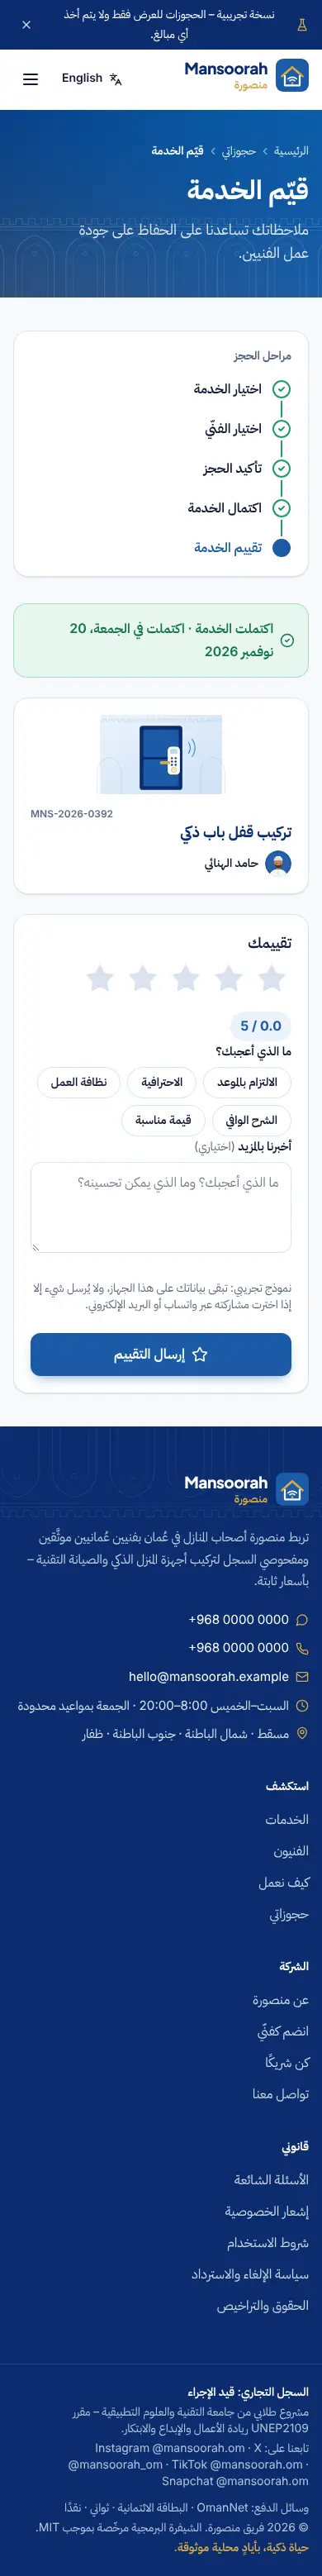 نسخة تجريبية – الحجوزات للعرض فقط ولا يتم أخذ
أي مبالغ.
Mansoorah
منصورة
English
الرئيسية
حجوزاتي
قيّم الخدمة
قيّم الخدمة
ملاحظاتك تساعدنا على الحفاظ على جودة
عمل الفنيين.
مراحل الحجز
اختيار الخدمة
اختيار الفنّي
تأكيد الحجز
اكتمال الخدمة
تقييم الخدمة
اكتملت الخدمة · اكتملت في الجمعة، 20
نوفمبر 2026
MNS-2026-0392
تركيب قفل باب ذكي
حامد الهنائي
تقييمك
5 / 0.0
ما الذي أعجبك؟
الالتزام بالموعد
الاحترافية
نظافة العمل
الشرح الوافي
قيمة مناسبة
أخبرنا بالمزيد (اختياري)
ما الذي أعجبك؟ وما الذي يمكن تحسينه؟
نموذج تجريبي: تبقى بياناتك على هذا الجهاز، ولا يُرسل شيء إلا
إذا اخترت مشاركته عبر واتساب أو البريد الإلكتروني.
إرسال التقييم
Mansoorah
منصورة
تربط منصورة أصحاب المنازل في عُمان بفنيين عُمانيين موثّقين
ومفحوصي السجل لتركيب أجهزة المنزل الذكي والصيانة التقنية –
بأسعار ثابتة.
+968 0000 0000
+968 0000 0000
hello@mansoorah.example
السبت–الخميس 8:00–20:00 · الجمعة بمواعيد محدودة
مسقط · شمال الباطنة · جنوب الباطنة · ظفار
استكشف
الخدمات
الفنيون
كيف نعمل
حجوزاتي
الشركة
عن منصورة
انضم كفنّي
كن شريكًا
تواصل معنا
قانوني
الأسئلة الشائعة
إشعار الخصوصية
شروط الاستخدام
سياسة الإلغاء والاسترداد
الحقوق والتراخيص
السجل التجاري: قيد الإجراء
مشروع طلابي من جامعة التقنية والعلوم التطبيقية – مقرر
UNEP2109 ريادة الأعمال والإبداع والابتكار.
تابعنا على: Instagram @mansoorah.om · X
@mansoorah_om · TikTok @mansoorah.om ·
Snapchat @mansoorah.om
وسائل الدفع: OmanNet · البطاقة الائتمانية · ثواني · نقدًا
© 2026 فريق منصورة. الشيفرة البرمجية مرخّصة بموجب MIT.
حياة ذكية، بأيادٍ محلية موثوقة.